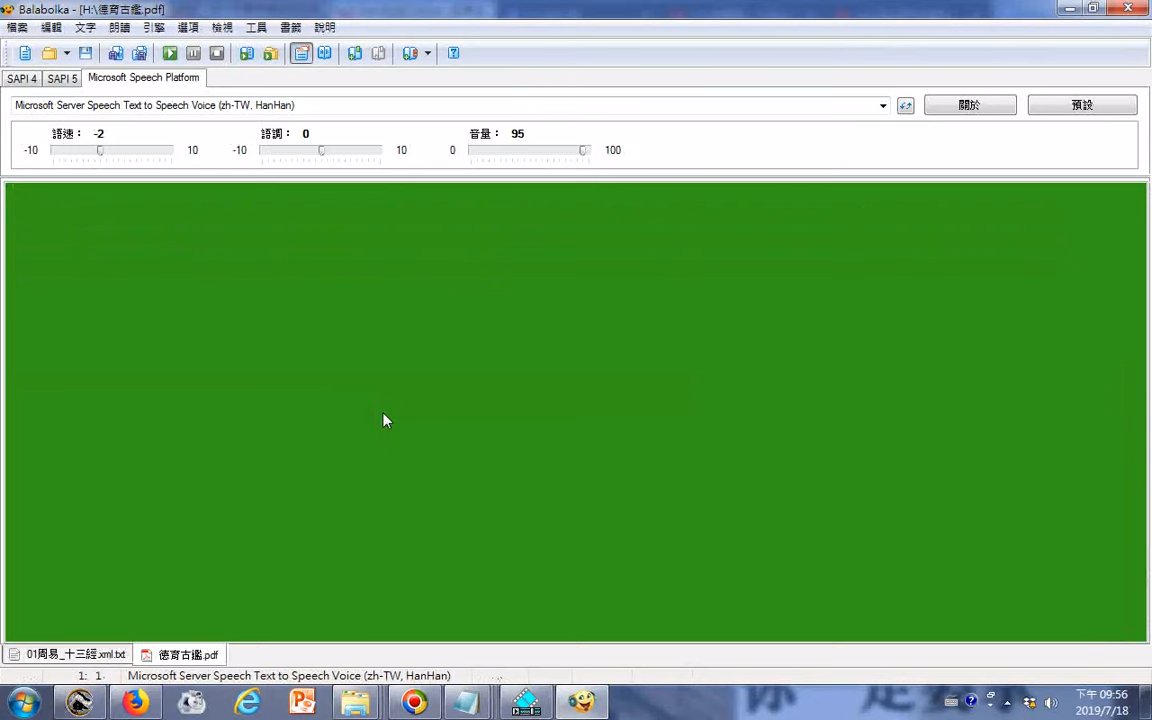 Balabolka - [H:\德育古鑑.pdf]
檔案 編輯 文字 朗讀 引擎 選項 檢視 工具 書籤 說明
SAPI 4 SAPI 5 Microsoft Speech Platform
Microsoft Server Speech Text to Speech Voice (zh-TW, HanHan) 關於 預設
語速： -2 語調： 0 音量： 95
-10 10 -10 10 0 100
01周易_十三經.xml.txt 德育古鑑.pdf
1: 1 Microsoft Server Speech Text to Speech Voice (zh-TW, HanHan)
下午 09:56
2019/7/18